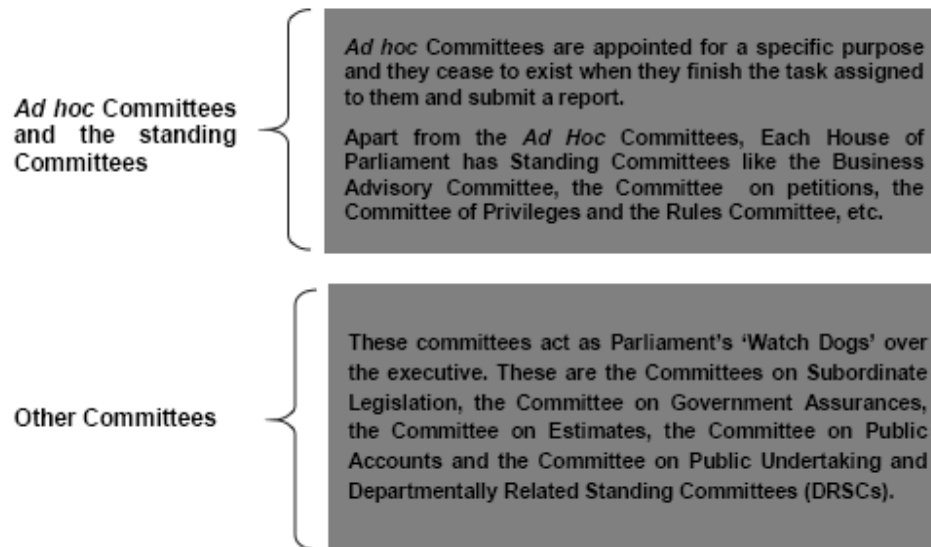 Ad hoc Committees
and the standing
Committees
Ad hoc Committees are appointed for a specific purpose
and they cease to exist when they finish the task assigned
to them and submit a report.
Apart from the Ad Hoc Committees, Each House of
Parliament has Standing Committees like the Business
Advisory Committee, the Committee on petitions, the
Committee of Privileges and the Rules Committee, etc.
Other Committees
These committees act as Parliament's 'Watch Dogs' over
the executive. These are the Committees on Subordinate
Legislation, the Committee on Government Assurances,
the Committee on Estimates, the Committee on Public
Accounts and the Committee on Public Undertaking and
Departmentally Related Standing Committees (DRSCs).